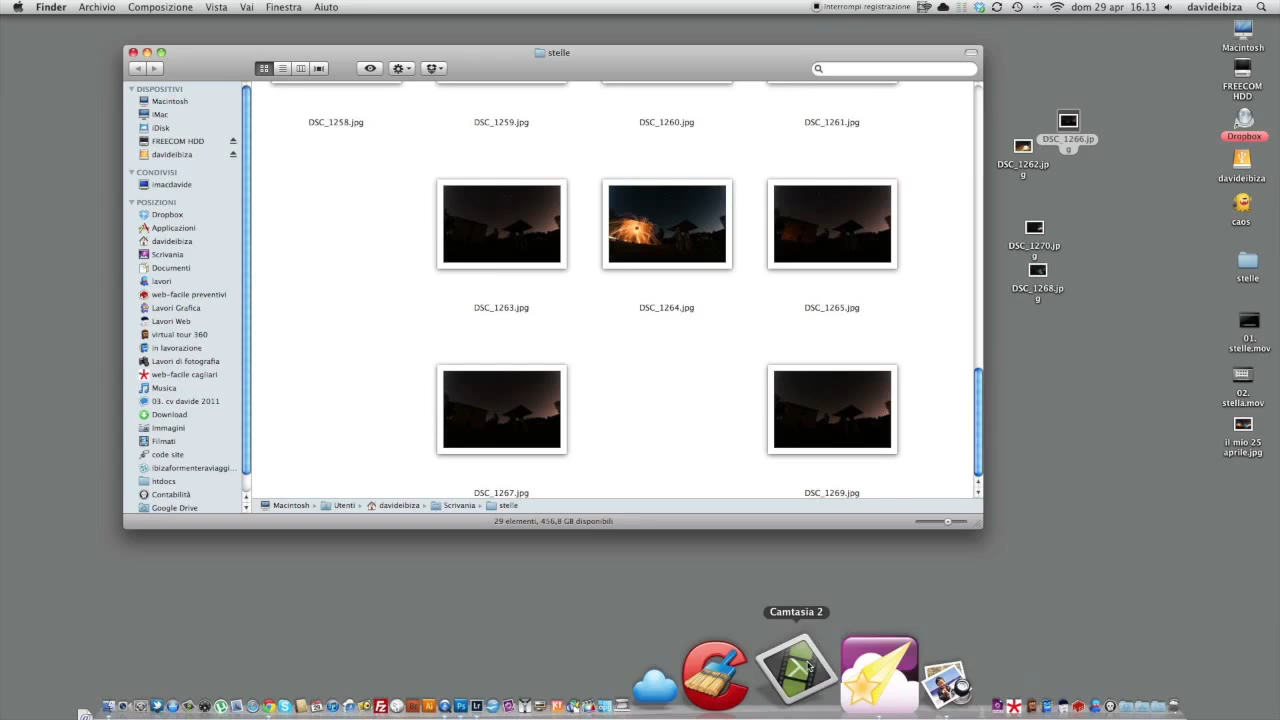 Finder Archivio Composizione Vista Vai Finestra Aiuto Interrompi registrazione dom 29 apr 16.13 davideibiza
stelle
DISPOSITIVI
Macintosh
iMac
iDisk
FREECOM HDD
davideibiza
CONDIVISI
imacdavide
POSIZIONI
Dropbox
Applicazioni
davideibiza
Scrivania
Documenti
lavori
web-facile preventivi
Lavori Grafica
Lavori Web
virtual tour 360
in lavorazione
Lavori di fotografia
web-facile cagliari
Musica
03. cv davide 2011
Download
Immagini
Filmati
code site
ibizaformenteraviaggi...
htdocs
Contabilità
Google Drive
DSC_1258.jpg DSC_1259.jpg DSC_1260.jpg DSC_1261.jpg
DSC_1263.jpg DSC_1264.jpg DSC_1265.jpg
DSC_1267.jpg DSC_1269.jpg
Macintosh Utenti davideibiza Scrivania stelle
29 elementi, 456,8 GB disponibili
DSC_1266.jp
g
DSC_1262.jp
g
DSC_1270.jp
g
DSC_1268.jp
g
Macintosh
FREECOM
HDD
Dropbox
davideibiza
caos
stelle
01.
stelle.mov
02.
stella.mov
il mio 25
aprile.jpg
Camtasia 2